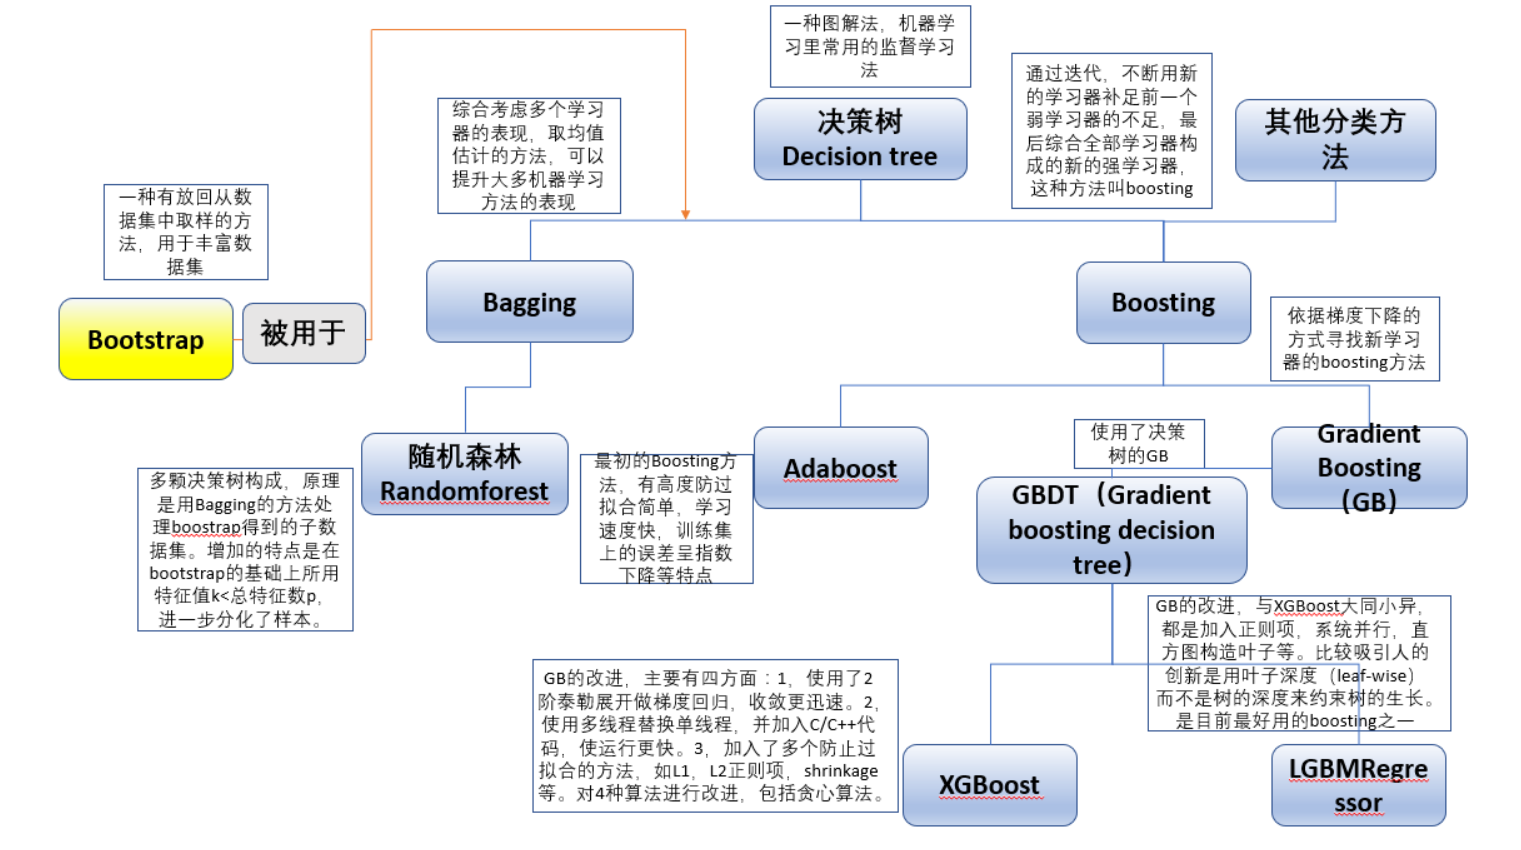 一种图解法，机器学
习里常用的监督学习
法
决策树
Decision tree
通过迭代，不断用新
的学习器补足前一个
弱学习器的不足，最
后综合全部学习器构
成的新的强学习器，
这种方法叫boosting
其他分类方
法
综合考虑多个学习
器的表现，取均值
估计的方法，可以
提升大多机器学习
方法的表现
一种有放回从数
据集中取样的方
法，用于丰富数
据集
Bootstrap
被用于
Bagging
Boosting
依据梯度下降的
方式寻找新学习
器的boosting方法
随机森林
Randomforest
多颗决策树构成，原理
是用Bagging的方法处
理boostrap得到的子数
据集。增加的特点是在
bootstrap的基础上所用
特征值k<总特征数p，
进一步分化了样本。
最初的Boosting方
法，有高度防过
拟合简单，学习
速度快，训练集
上的误差呈指数
下降等特点
Adaboost
使用了决策
树的GB
Gradient
Boosting
（GB）
GBDT（Gradient
boosting decision
tree）
GB的改进，与XGBoost大同小异，
都是加入正则项，系统并行，直
方图构造叶子等。比较吸引人的
创新是用叶子深度（leaf-wise）
而不是树的深度来约束树的生长。
是目前最好用的boosting之一
GB的改进，主要有四方面：1，使用了2
阶泰勒展开做梯度回归，收敛更迅速。2，
使用多线程替换单线程，并加入C/C++代
码，使运行更快。3，加入了多个防止过
拟合的方法，如L1，L2正则项，shrinkage
等。对4种算法进行改进，包括贪心算法。
XGBoost
LGBMRegre
ssor